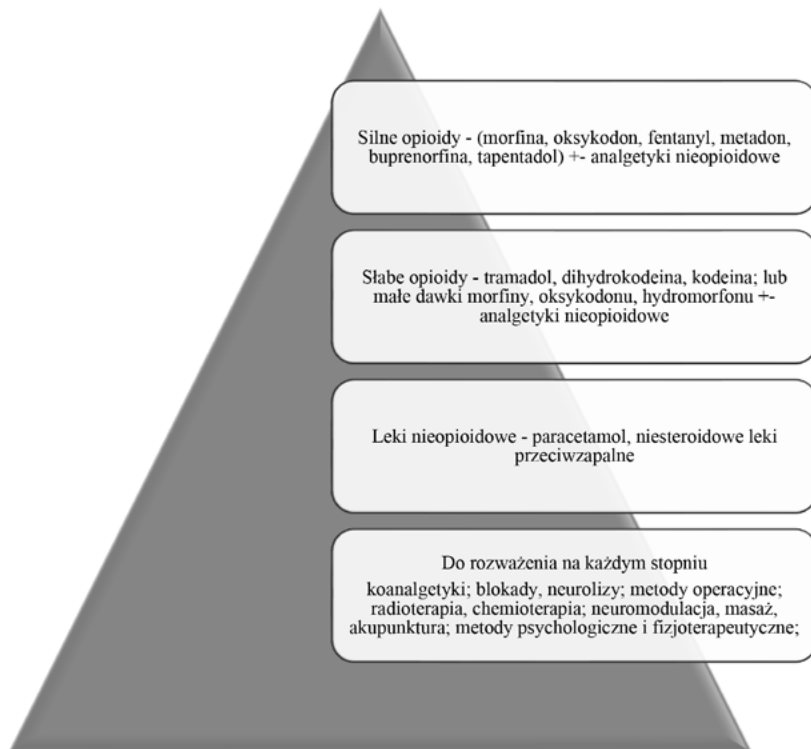 Silne opioidy - (morfina, oksykodon, fentanyl, metadon,
buprenorfina, tapentadol) +- analgetyki nieopioidowe
Słabe opioidy - tramadol, dihydrokodeina, kodeina; lub
małe dawki morfiny, oksykodonu, hydromorfonu +-
analgetyki nieopioidowe
Leki nieopioidowe - paracetamol, niesteroidowe leki
przeciwzapalne
Do rozważenia na każdym stopniu
koanalgetyki; blokady, neurolizy; metody operacyjne;
radioterapia, chemioterapia; neuromodulacja, masaż,
akupunktura; metody psychologiczne i fizjoterapeutyczne;